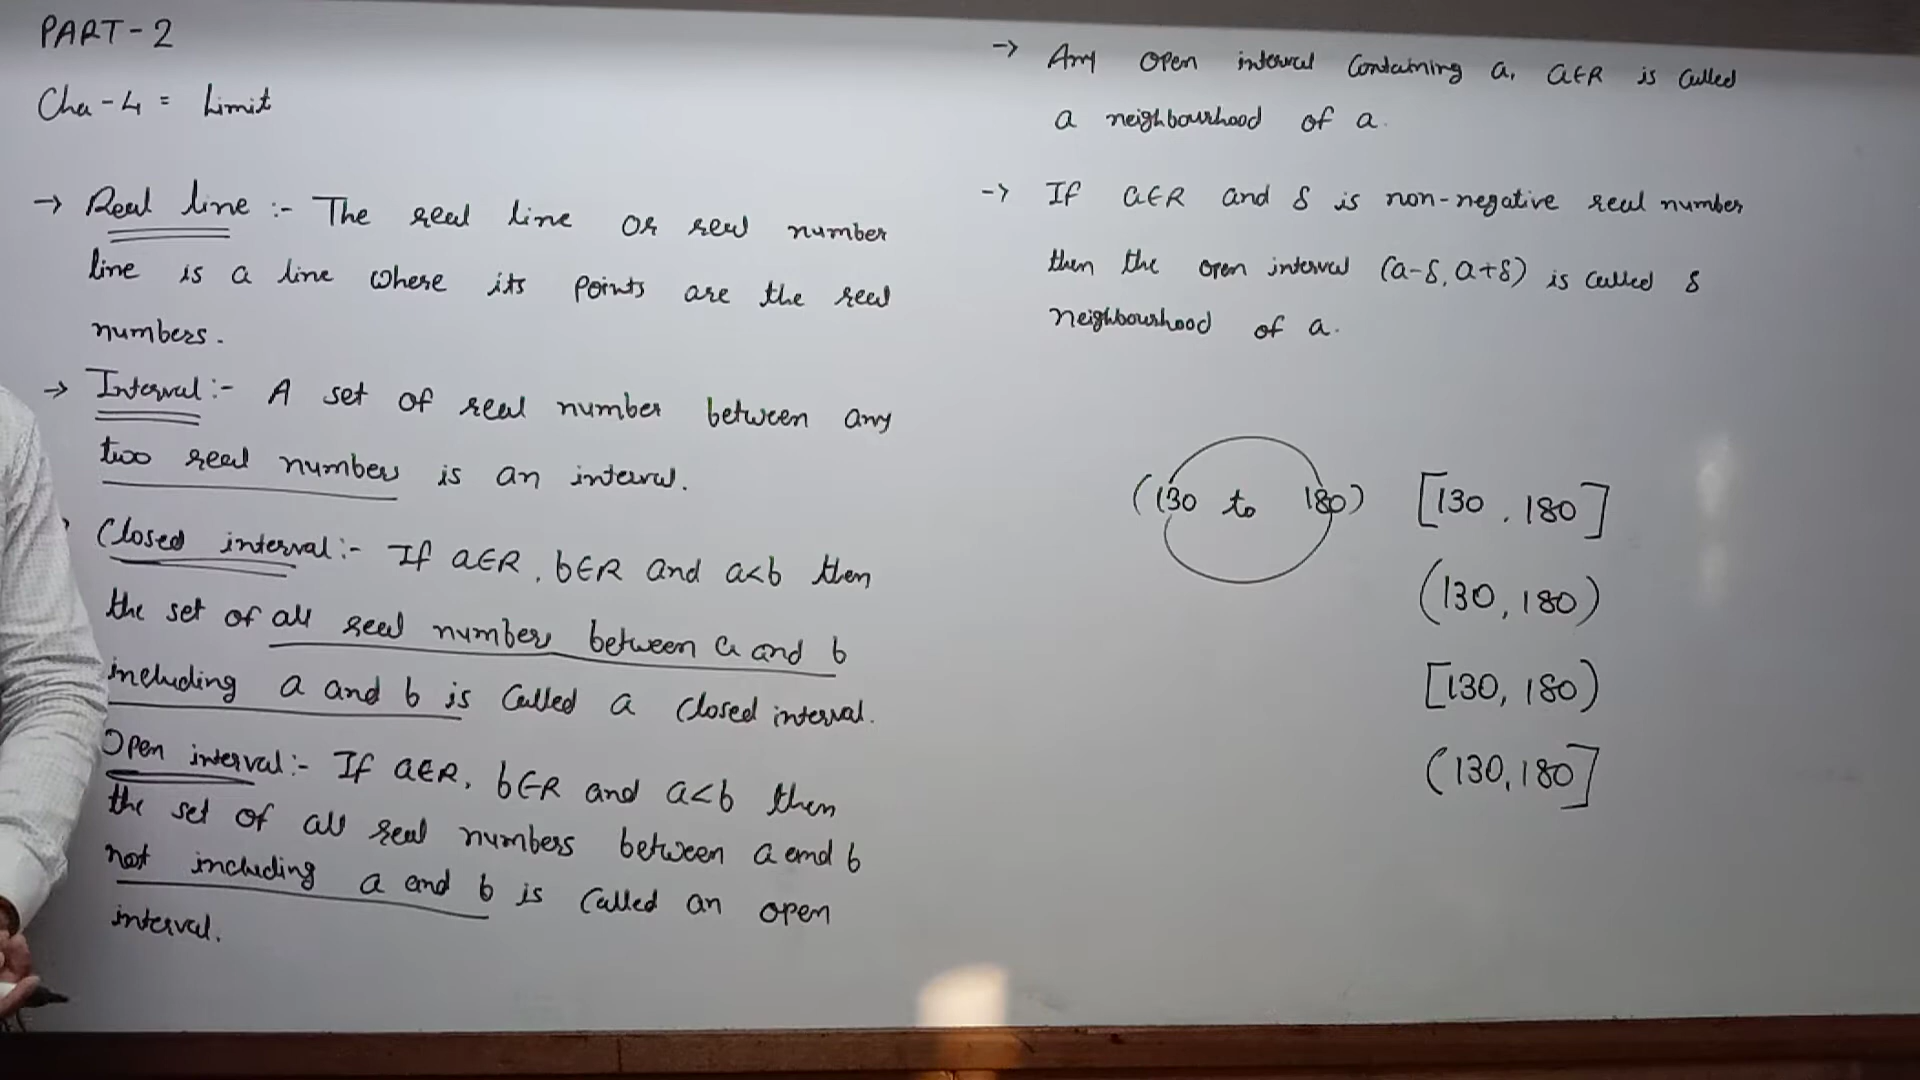 PART-2
Cha-4 = Limit
→ Real line :- The real line or real number
line is a line where its points are the real
numbers.
→ Interval :- A set of real number between any
two real numbers is an interval.
Closed interval :- If a∈R, b∈R and a<b then
the set of all real numbers between a and b
including a and b is called a closed interval.
Open interval :- If a∈R, b∈R and a<b then
the set of all real numbers between a and b
not including a and b is called an open
interval.
→ Any open interval containing a, a∈R is called
a neighbourhood of a.
→ If a∈R and δ is non-negative real number
then the open interval (a-δ, a+δ) is called δ
neighbourhood of a.
(130 to 180) [130, 180]
(130, 180)
[130, 180)
(130, 180]